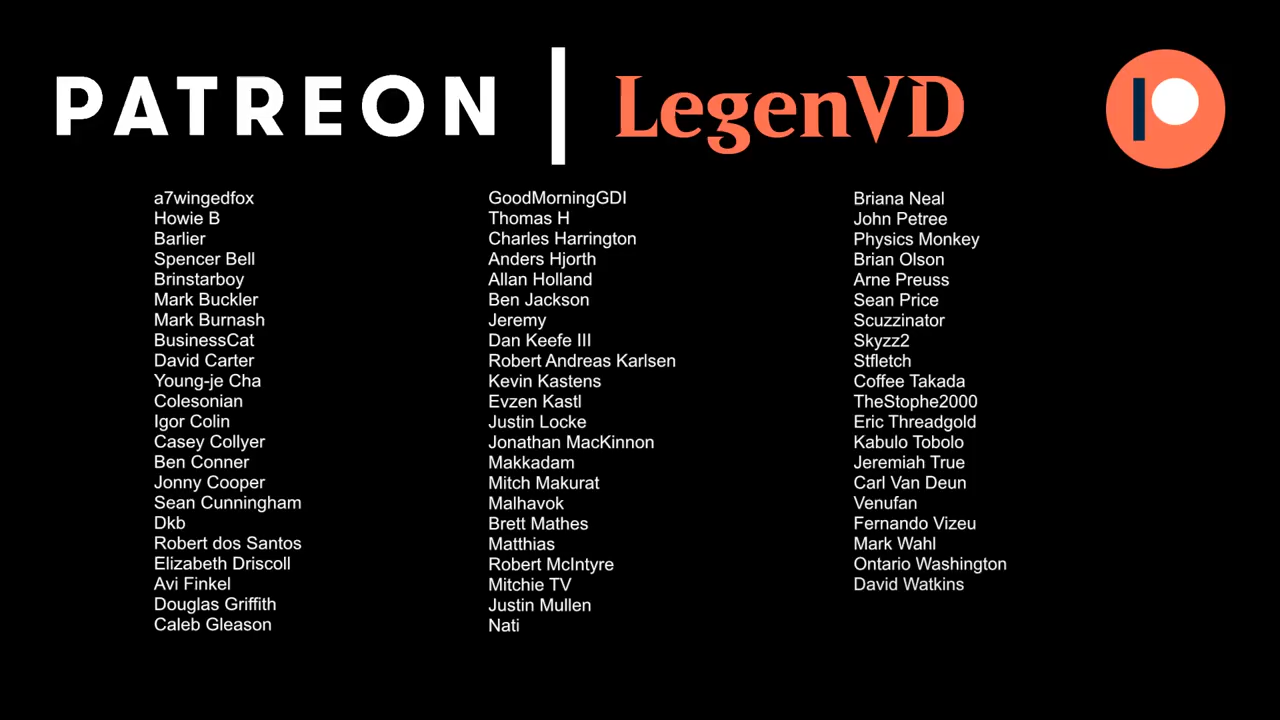 PATREON | LegenVD
a7wingedfox
Howie B
Barlier
Spencer Bell
Brinstarboy
Mark Buckler
Mark Burnash
BusinessCat
David Carter
Young-je Cha
Colesonian
Igor Colin
Casey Collyer
Ben Conner
Jonny Cooper
Sean Cunningham
Dkb
Robert dos Santos
Elizabeth Driscoll
Avi Finkel
Douglas Griffith
Caleb Gleason
GoodMorningGDI
Thomas H
Charles Harrington
Anders Hjorth
Allan Holland
Ben Jackson
Jeremy
Dan Keefe III
Robert Andreas Karlsen
Kevin Kastens
Evzen Kastl
Justin Locke
Jonathan MacKinnon
Makkadam
Mitch Makurat
Malhavok
Brett Mathes
Matthias
Robert McIntyre
Mitchie TV
Justin Mullen
Nati
Briana Neal
John Petree
Physics Monkey
Brian Olson
Arne Preuss
Sean Price
Scuzzinator
Skyzz2
Stfletch
Coffee Takada
TheStophe2000
Eric Threadgold
Kabulo Tobolo
Jeremiah True
Carl Van Deun
Venufan
Fernando Vizeu
Mark Wahl
Ontario Washington
David Watkins